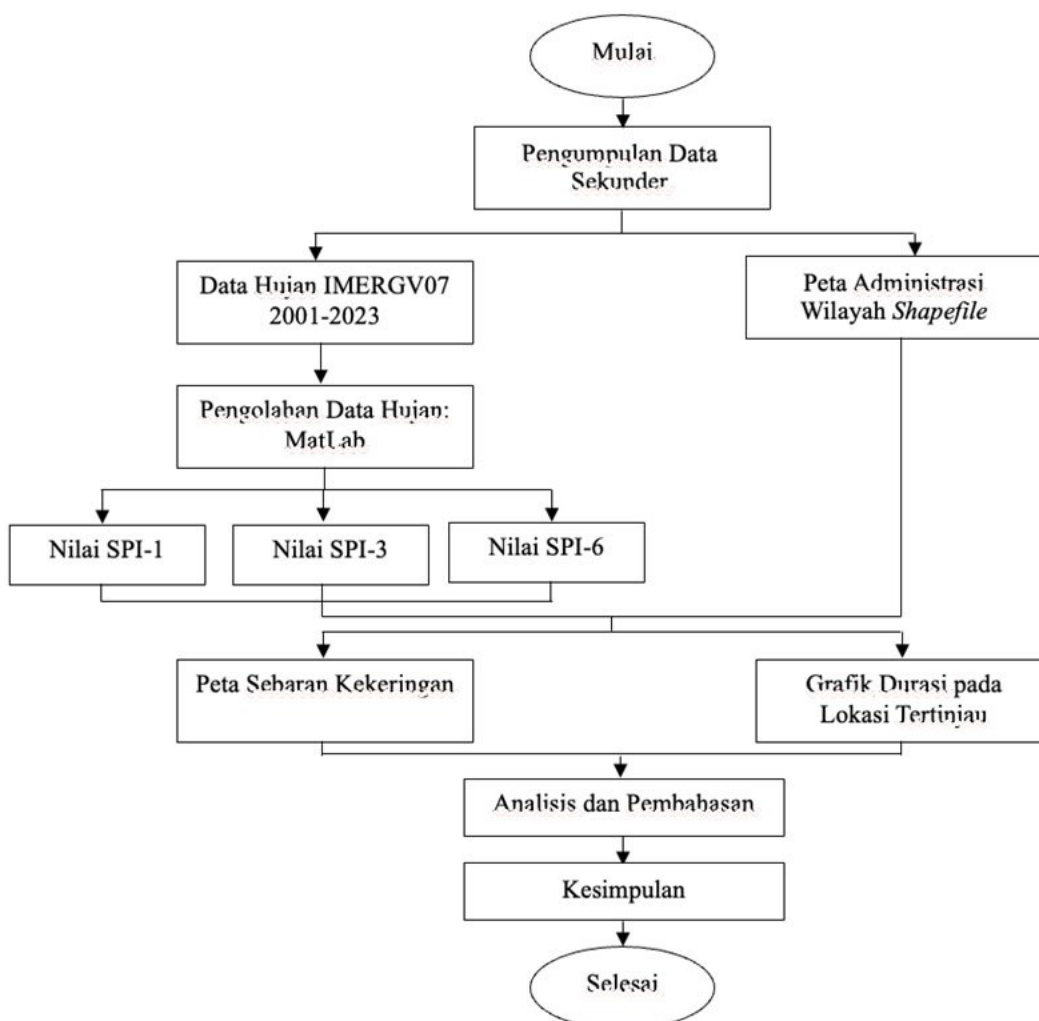 Mulai
Pengumpulan Data
Sekunder
Data Hujan IMERGV07
2001-2023
Peta Administrasi
Wilayah Shapefile
Pengolahan Data Hujan:
MatLab
Nilai SPI-1
Nilai SPI-3
Nilai SPI-6
Peta Sebaran Kekeringan
Grafik Durasi pada
Lokasi Tertinjau
Analisis dan Pembahasan
Kesimpulan
Selesai